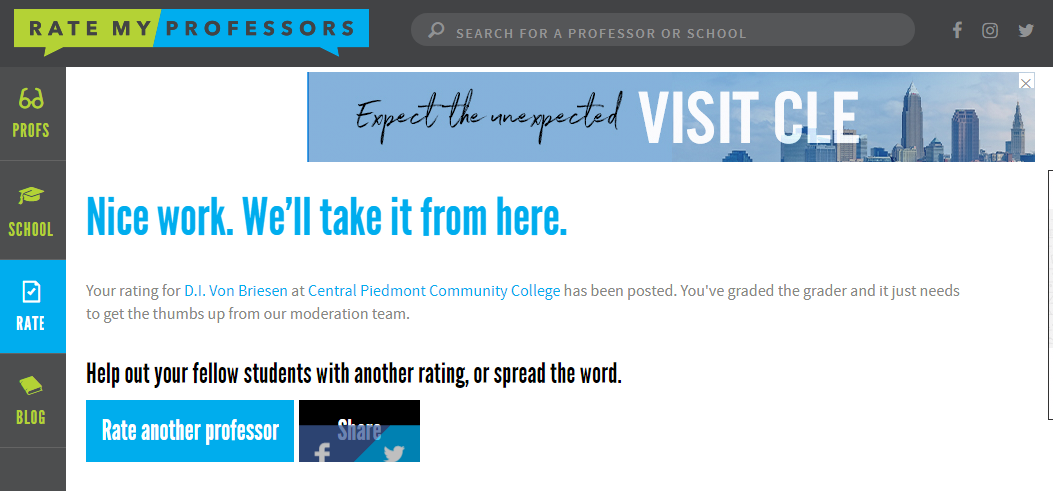 RATE MY PROFESSORS
SEARCH FOR A PROFESSOR OR SCHOOL
PROFS
SCHOOL
RATE
BLOG
Expect the unexpected VISIT CLE
Nice work. We’ll take it from here.
Your rating for D.I. Von Briesen at Central Piedmont Community College has been posted. You've graded the grader and it just needs
to get the thumbs up from our moderation team.
Help out your fellow students with another rating, or spread the word.
Rate another professor
Share